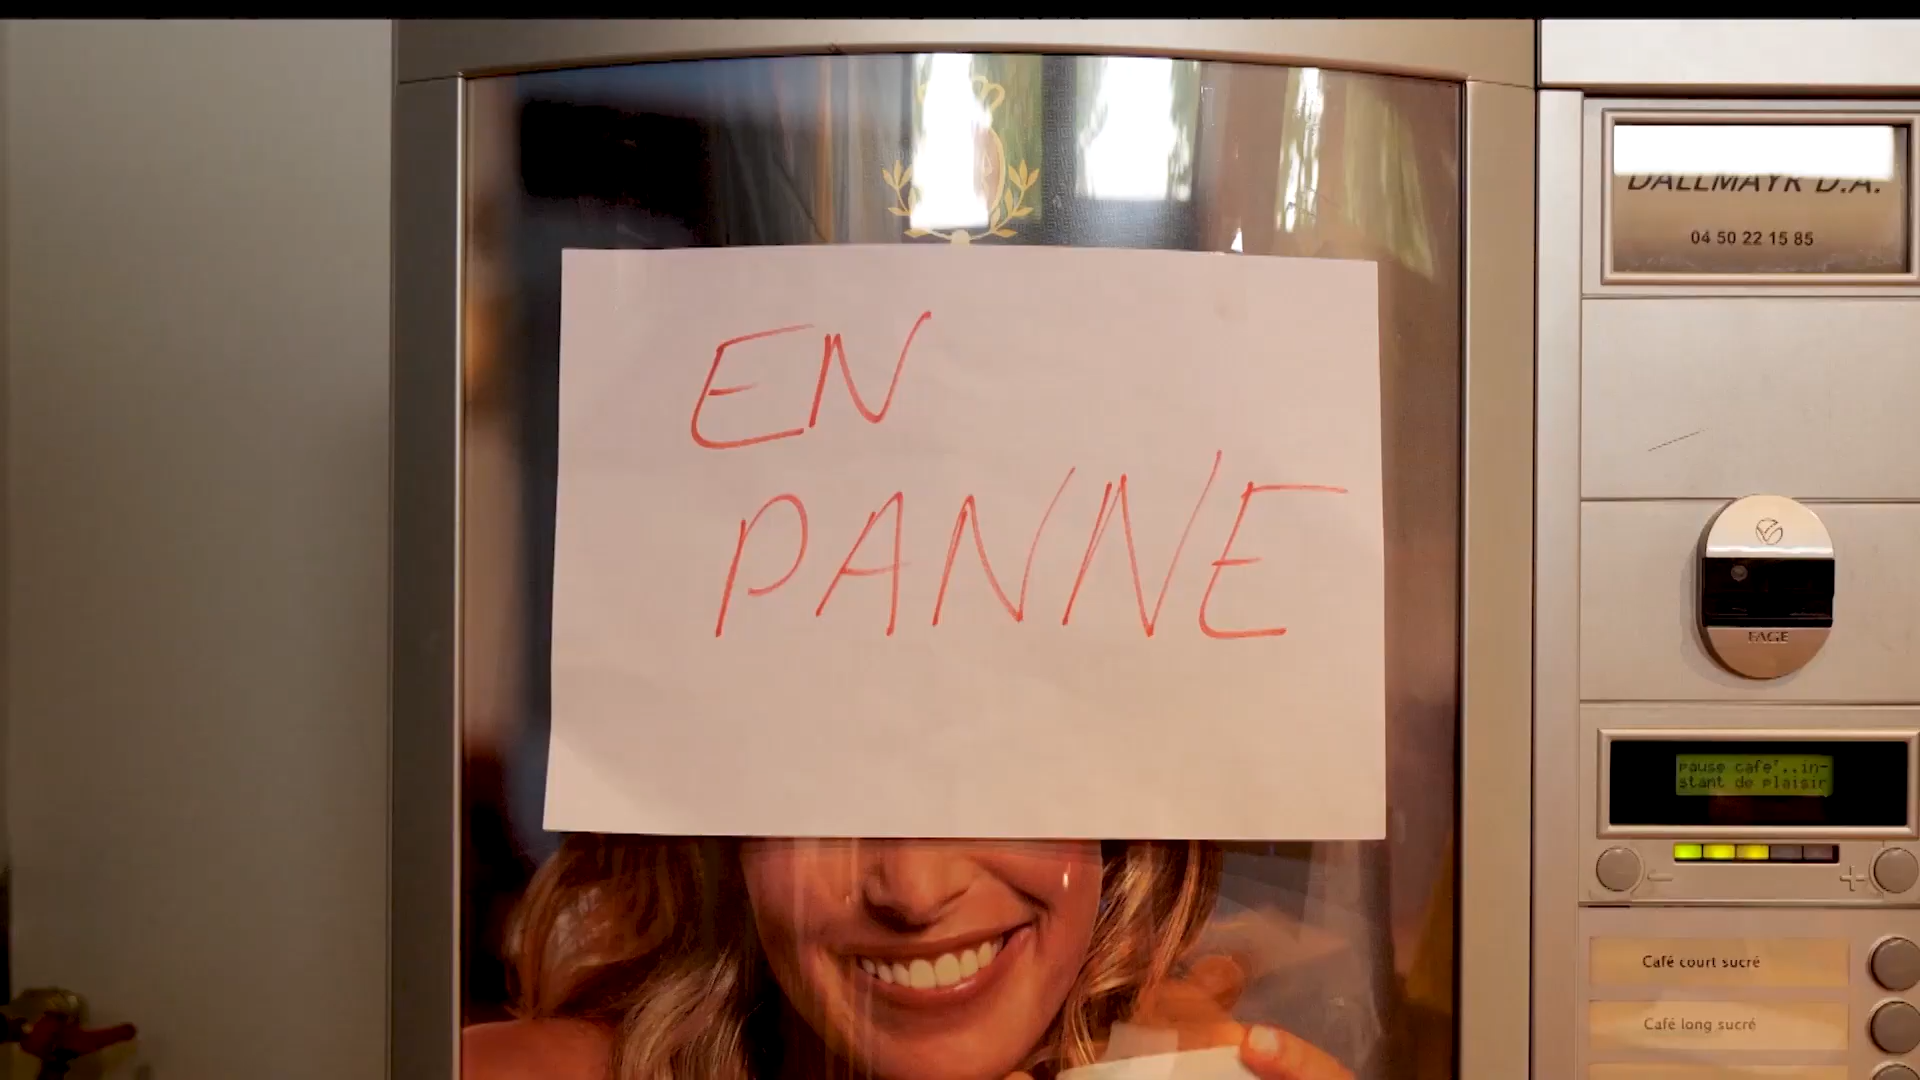 EN
PANNE
DALLMAYR D.A.
04 50 22 15 85
FAGE
pause cafe'..in-
stant de plaisir
- +
Café court sucré
Café long sucré